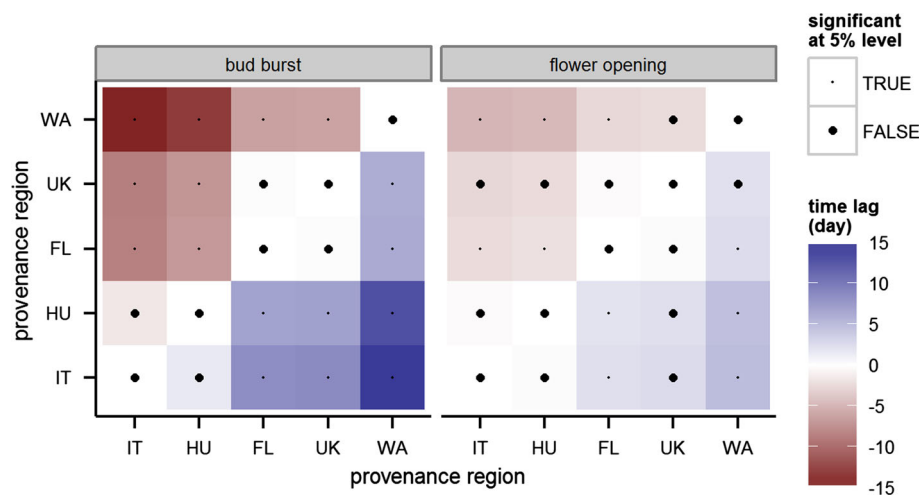 significant
at 5% level
TRUE
FALSE
bud burst
flower opening
provenance region
WA
UK
FL
HU
IT
IT HU FL UK WA
IT HU FL UK WA
provenance region
time lag
(day)
15
10
5
0
-5
-10
-15